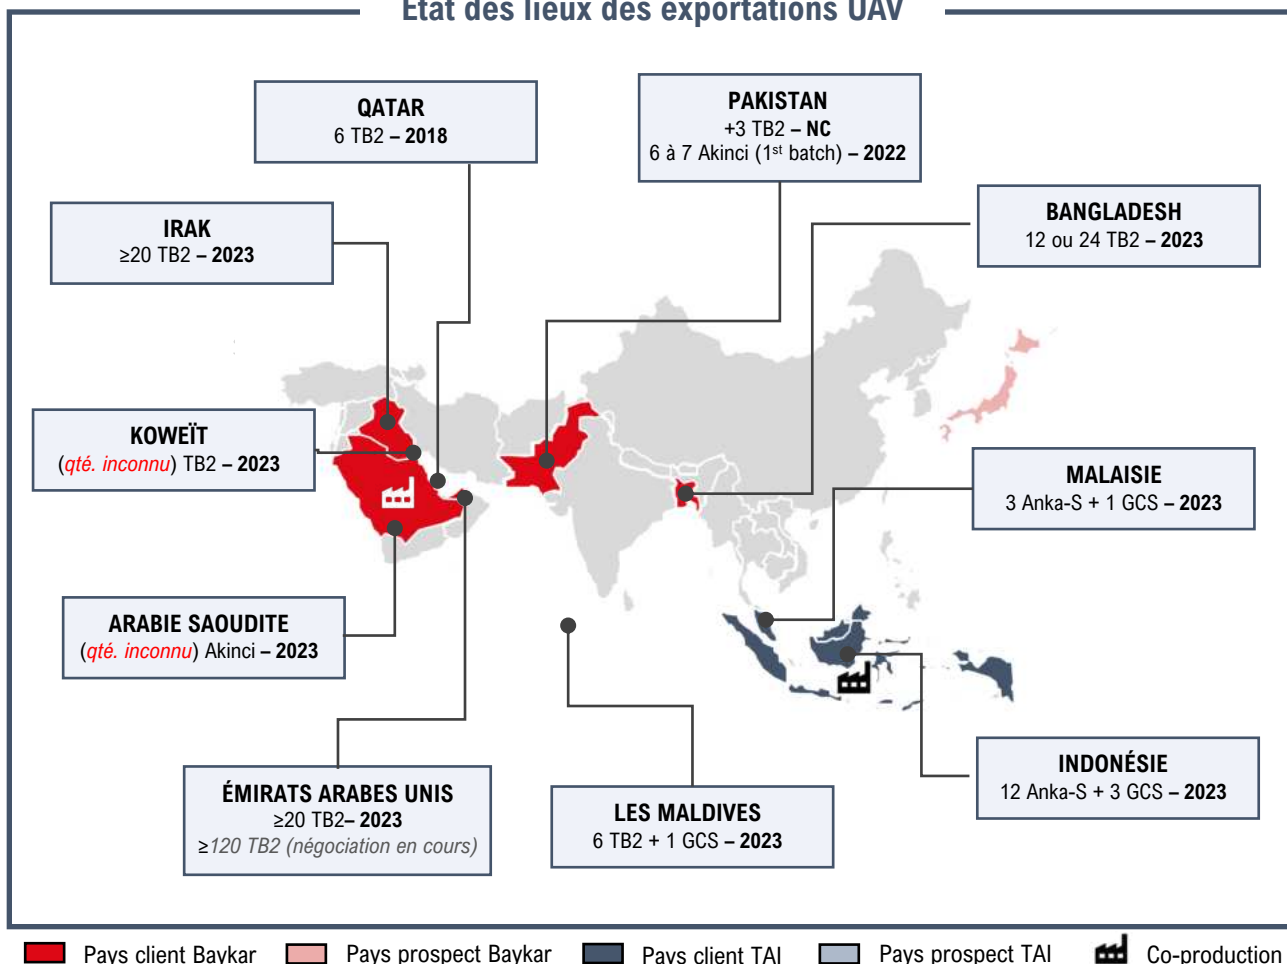 État des lieux des exportations UAV
QATAR
6 TB2 – 2018
PAKISTAN
+3 TB2 – NC
6 à 7 Akinci (1st batch) – 2022
IRAK
≥20 TB2 – 2023
BANGLADESH
12 ou 24 TB2 – 2023
KOWEÏT
(qté. inconnu) TB2 – 2023
MALAISIE
3 Anka-S + 1 GCS – 2023
ARABIE SAOUDITE
(qté. inconnu) Akinci – 2023
ÉMIRATS ARABES UNIS
≥20 TB2– 2023
≥120 TB2 (négociation en cours)
LES MALDIVES
6 TB2 + 1 GCS – 2023
INDONÉSIE
12 Anka-S + 3 GCS – 2023
Pays client Baykar
Pays prospect Baykar
Pays client TAI
Pays prospect TAI
Co-production